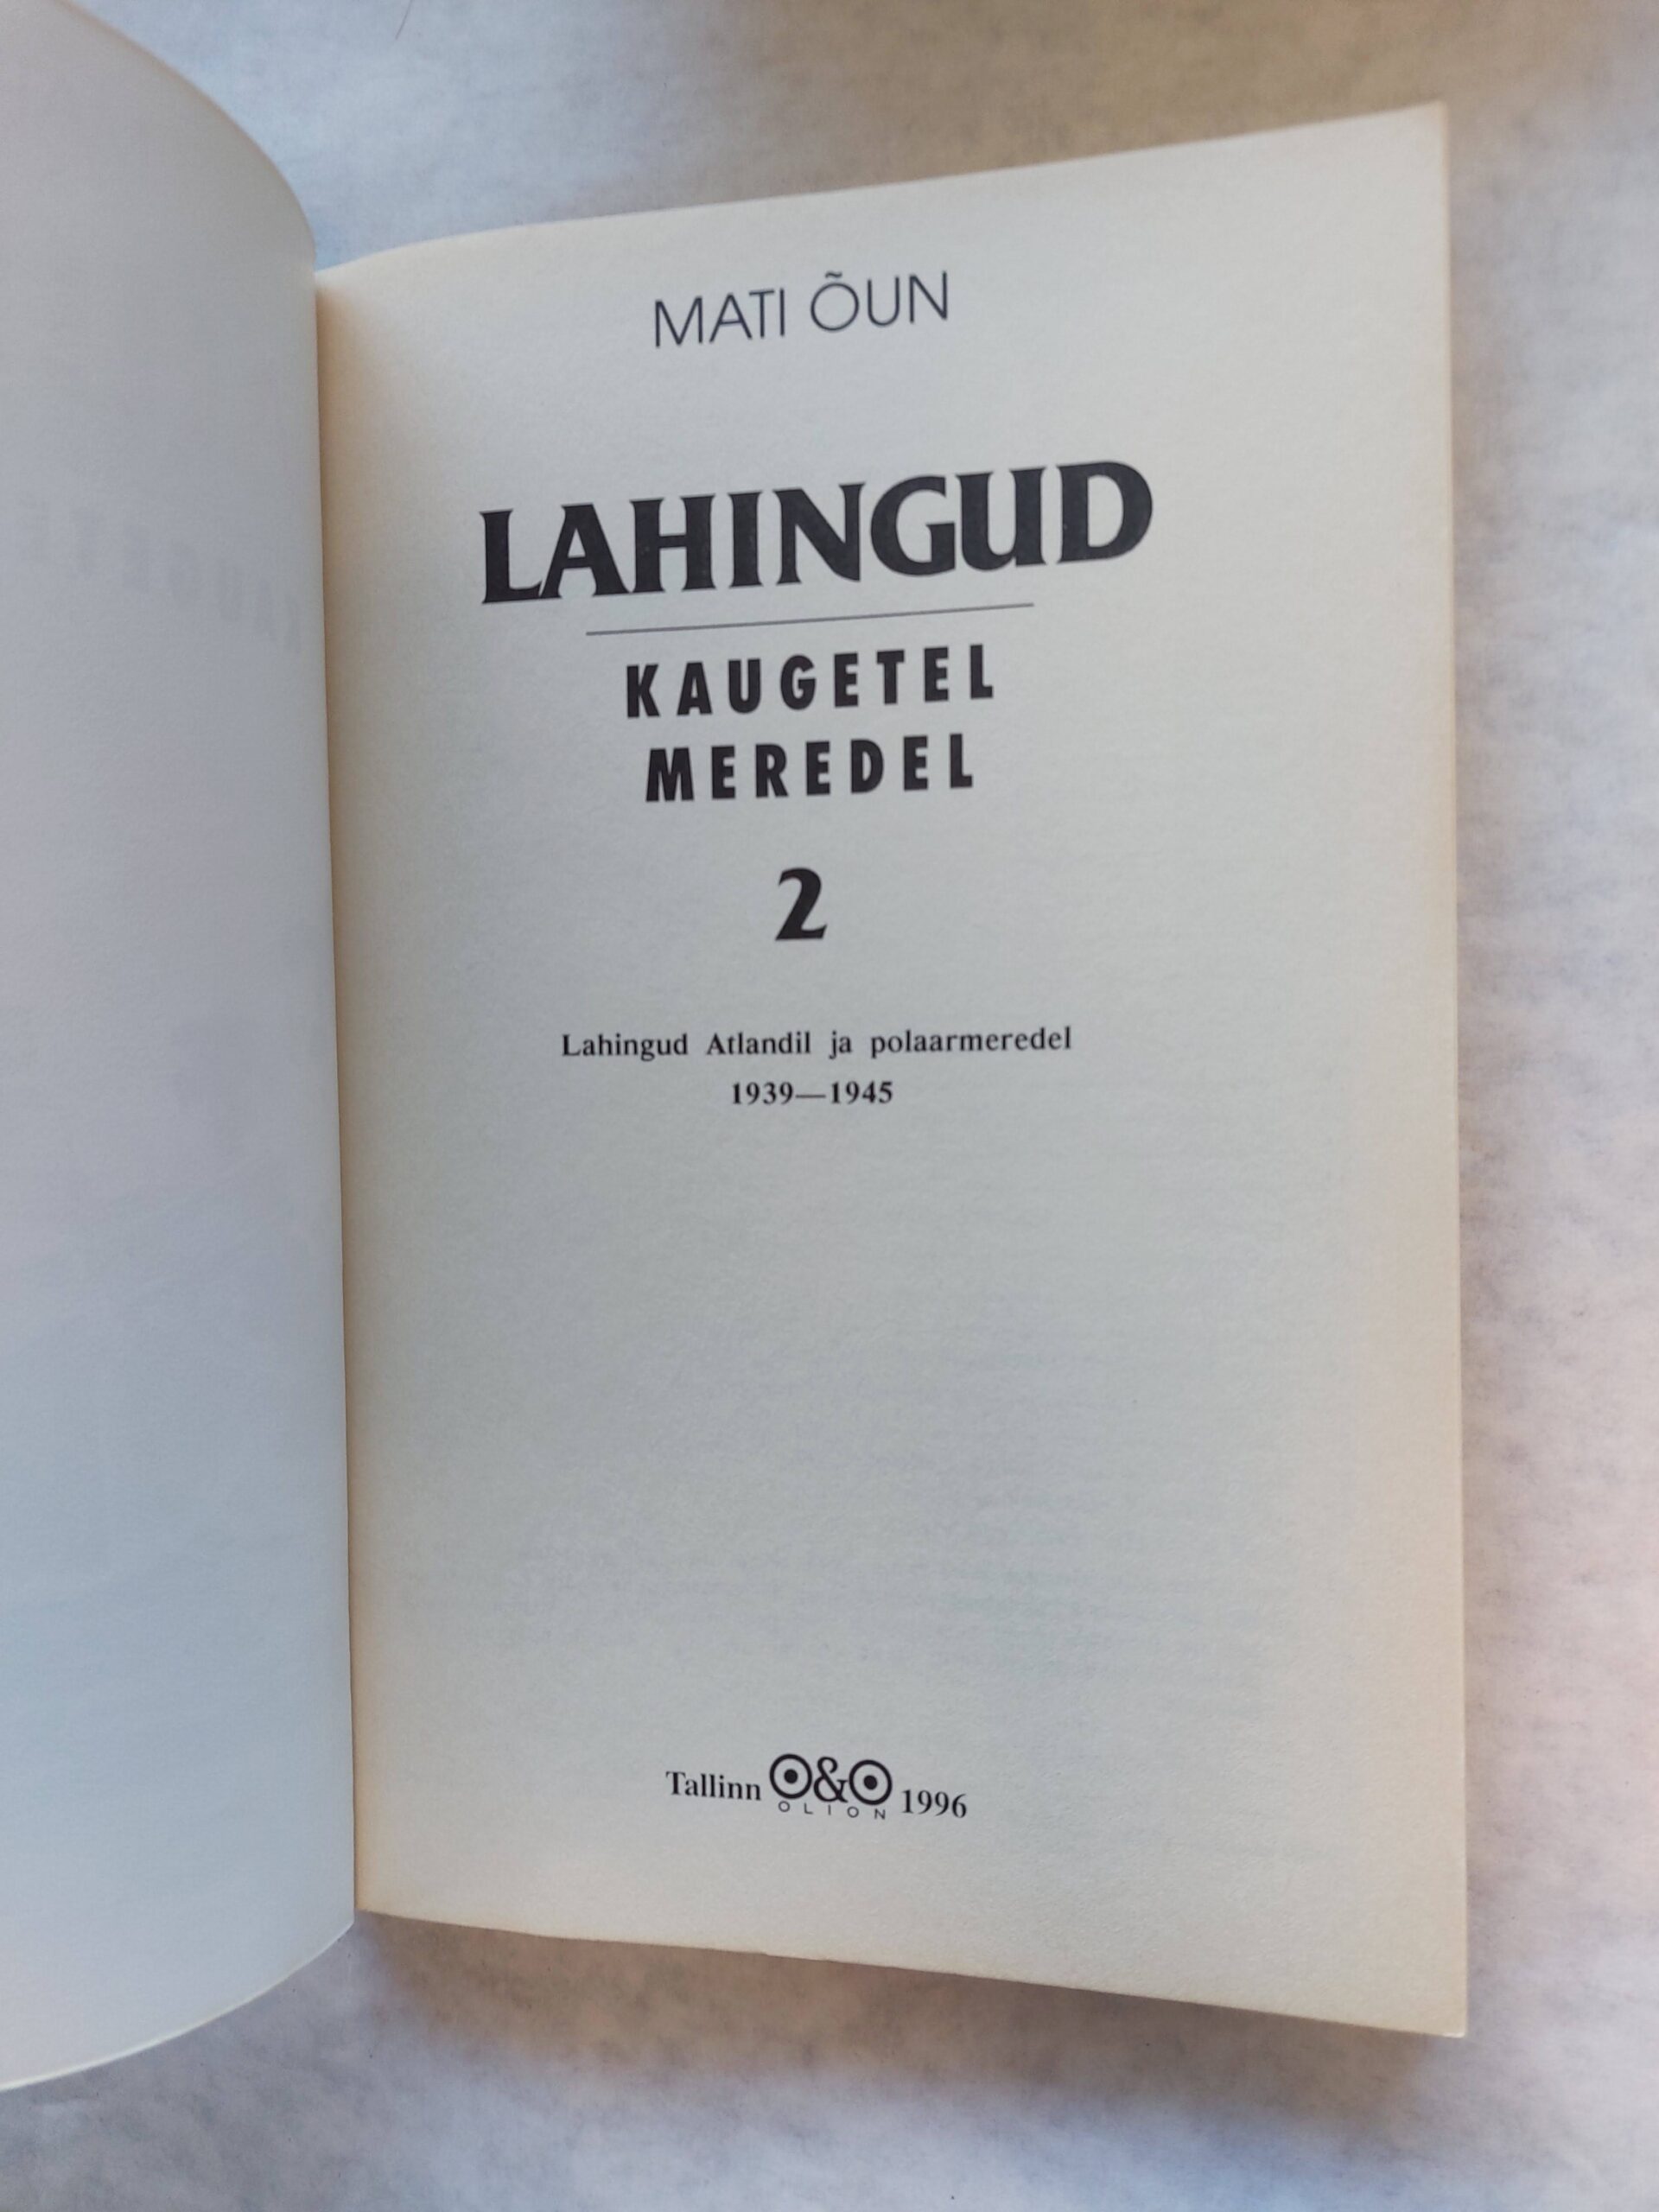 MATI ÕUN
LAHINGUD
KAUGETEL
MEREDEL
2
Lahingud Atlandil ja polaarmeredel
1939—1945
Tallinn O&O 1996
OLION